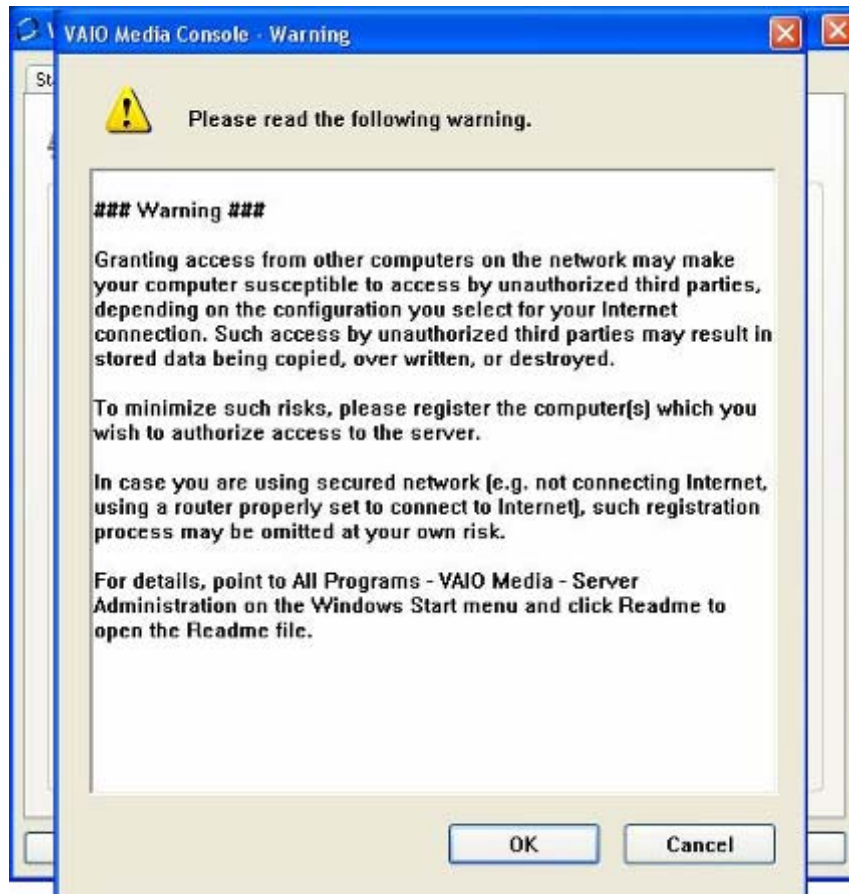 VAIO Media Console - Warning
Please read the following warning.
### Warning ###
Granting access from other computers on the network may make
your computer susceptible to access by unauthorized third parties,
depending on the configuration you select for your Internet
connection. Such access by unauthorized third parties may result in
stored data being copied, over written, or destroyed.
To minimize such risks, please register the computer(s) which you
wish to authorize access to the server.
In case you are using secured network (e.g. not connecting Internet,
using a router properly set to connect to Internet), such registration
process may be omitted at your own risk.
For details, point to All Programs - VAIO Media - Server
Administration on the Windows Start menu and click Readme to
open the Readme file.
OK Cancel